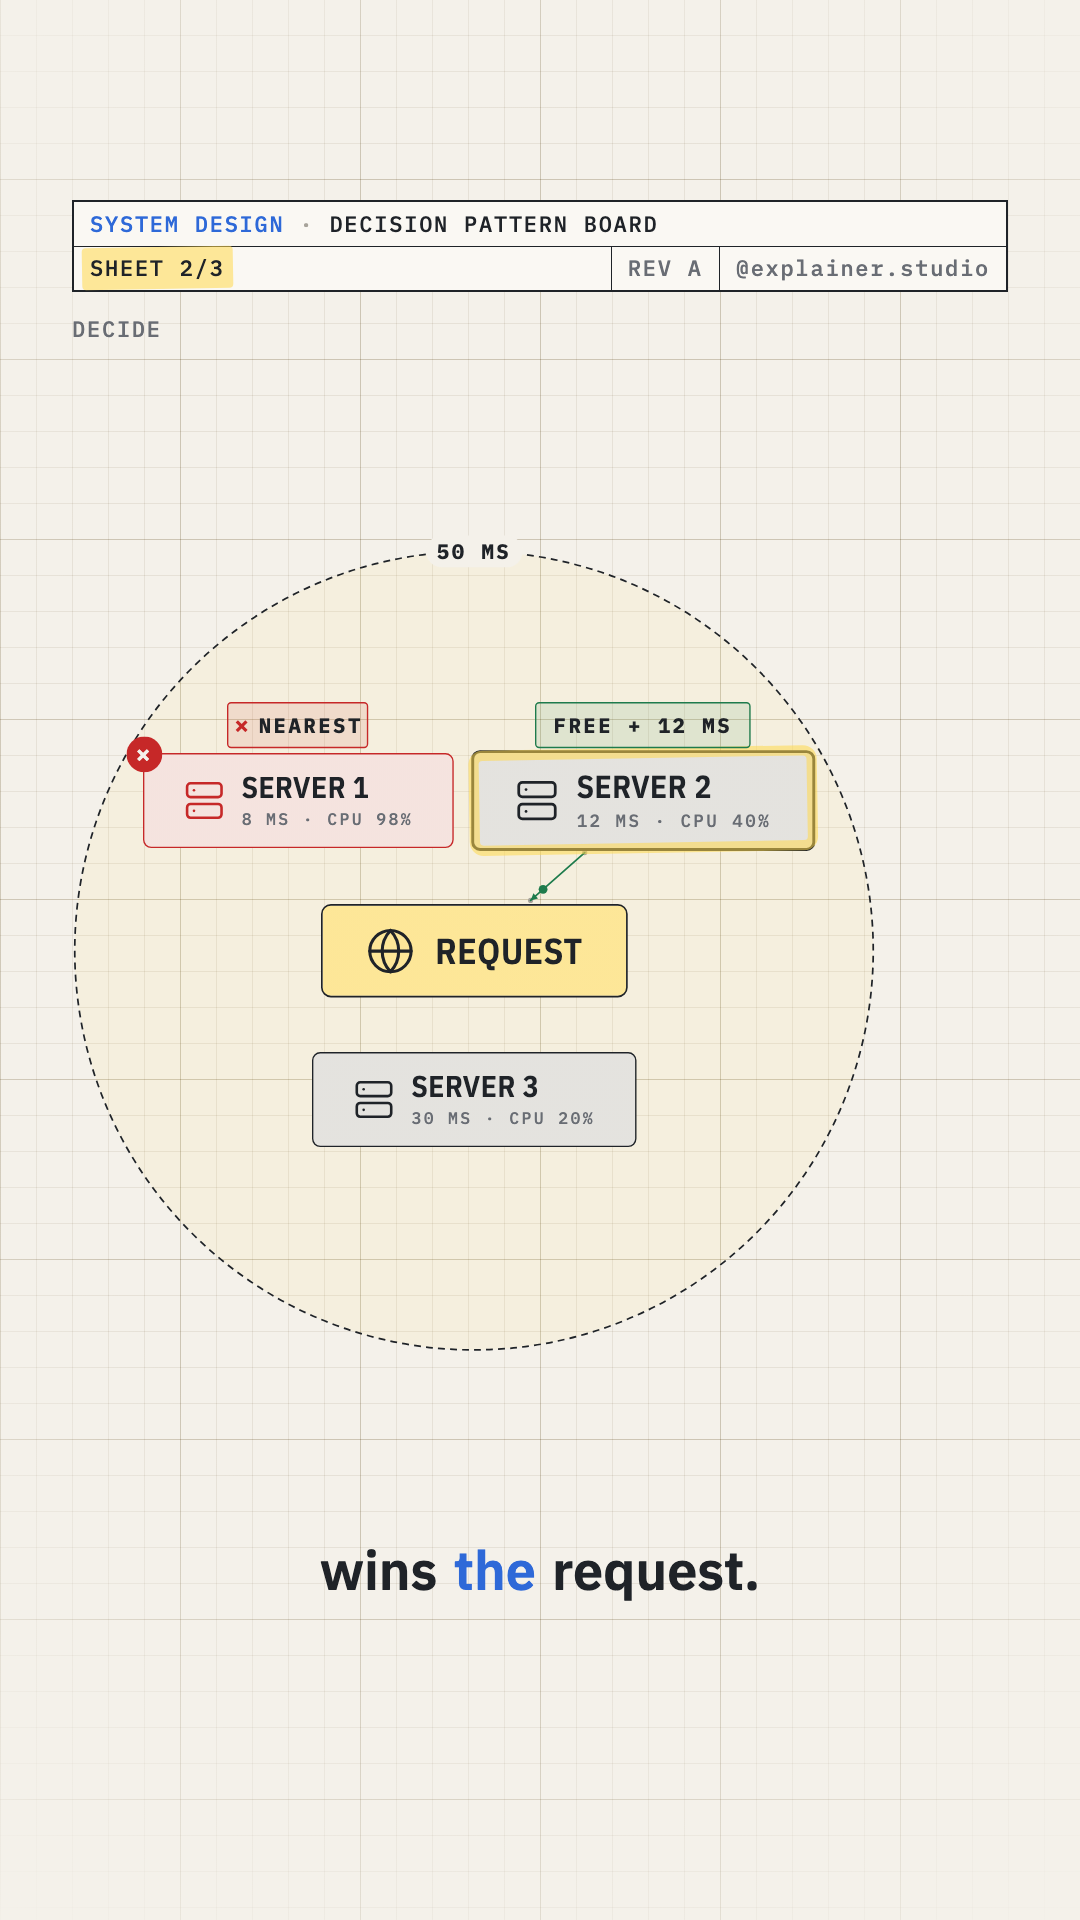 SYSTEM DESIGN · DECISION PATTERN BOARD
SHEET 2/3
REV A
@explainer.studio
DECIDE
50 MS
× NEAREST
FREE + 12 MS
SERVER 1
8 MS · CPU 98%
SERVER 2
12 MS · CPU 40%
REQUEST
SERVER 3
30 MS · CPU 20%
wins the request.